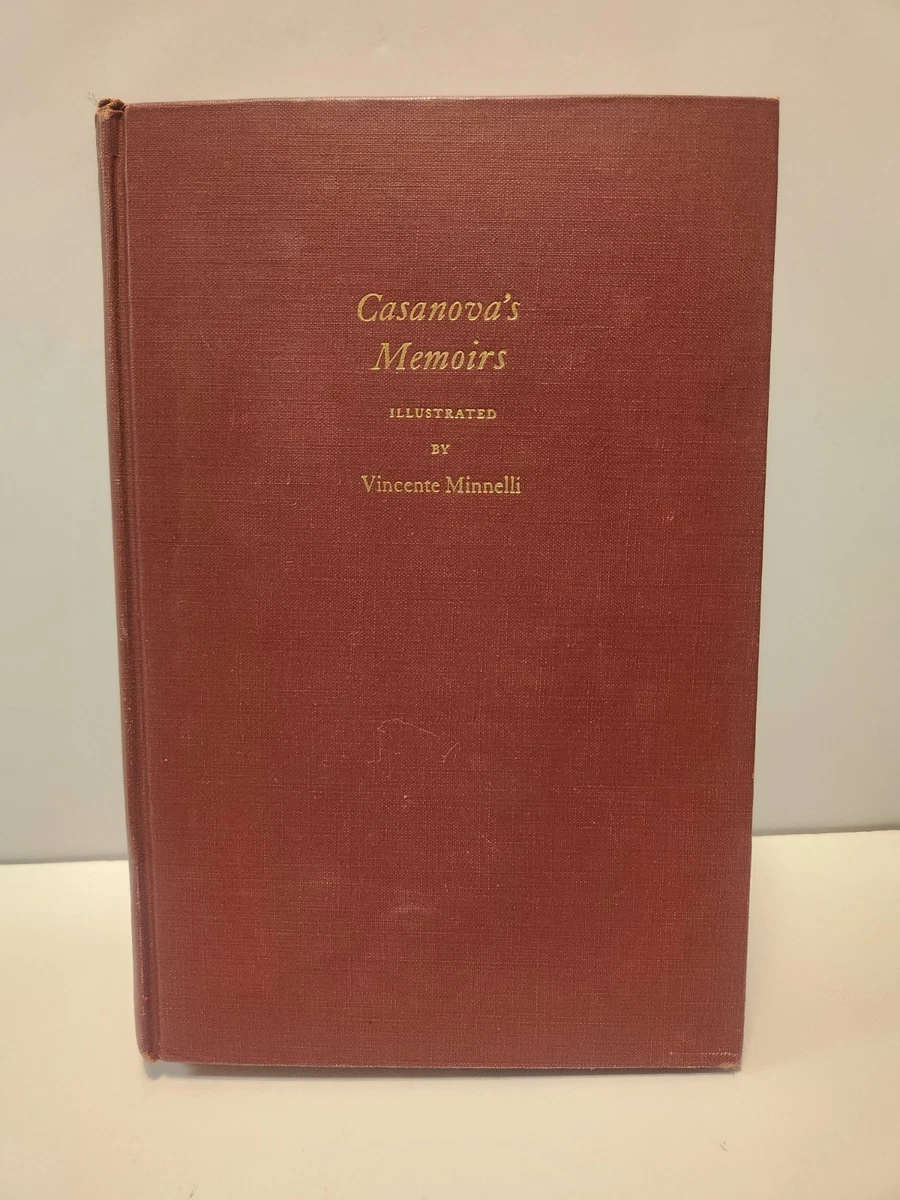 Casanova's
Memoirs
ILLUSTRATED
BY
Vincente Minnelli